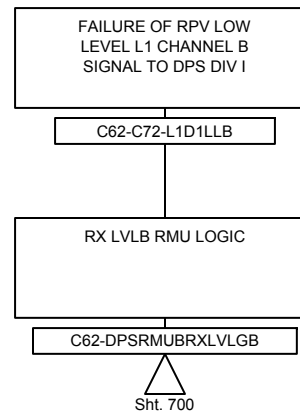 FAILURE OF RPV LOW
LEVEL L1 CHANNEL B
SIGNAL TO DPS DIV I
C62-C72-L1D1LLB
RX LVLB RMU LOGIC
C62-DPSRMUBRXLVLGB
Sht. 700